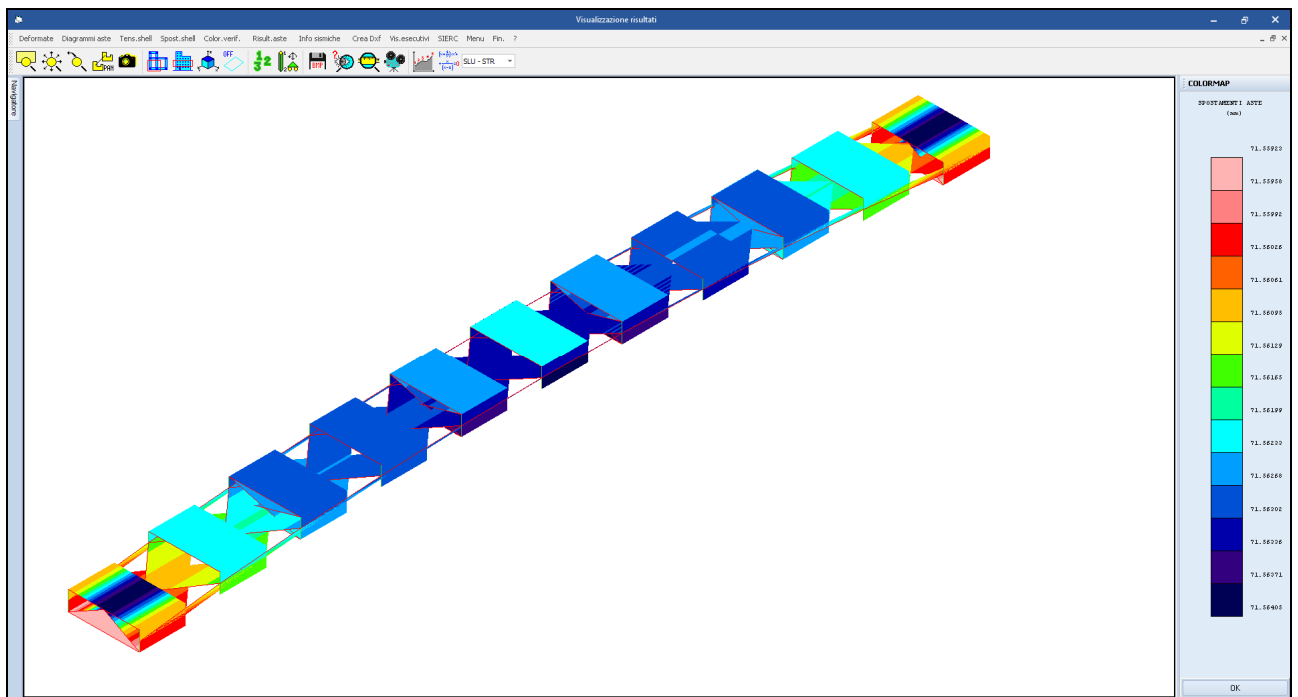 Visualizzazione risultati
Deformate Diagrammi aste Tens.shell Spost.shell Color.verif. Risult.aste Info sismiche Crea Dxf Vis.esecutivi SIERC Menu Fin. ?
PAN OFF BMP SLU - STR
Navigatore
COLORMAP
SPOSTAMENTI ASTE
(mm)
71.55923
71.55958
71.55992
71.56026
71.56061
71.56095
71.56129
71.56165
71.56199
71.56233
71.56268
71.56302
71.56336
71.56371
71.56405
OK